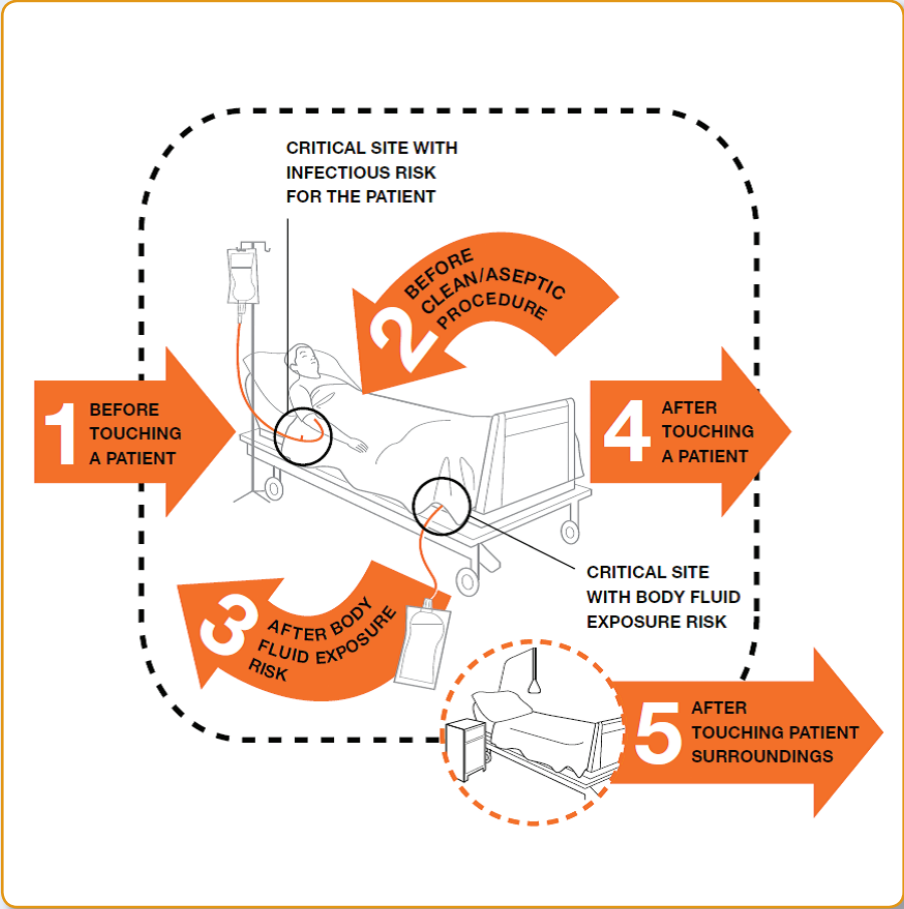 CRITICAL SITE WITH
INFECTIOUS RISK
FOR THE PATIENT
1
BEFORE
TOUCHING
A PATIENT
2
BEFORE
CLEAN/ASEPTIC
PROCEDURE
3
AFTER BODY
FLUID EXPOSURE
RISK
4
AFTER
TOUCHING
A PATIENT
CRITICAL SITE
WITH BODY FLUID
EXPOSURE RISK
5
AFTER
TOUCHING PATIENT
SURROUNDINGS